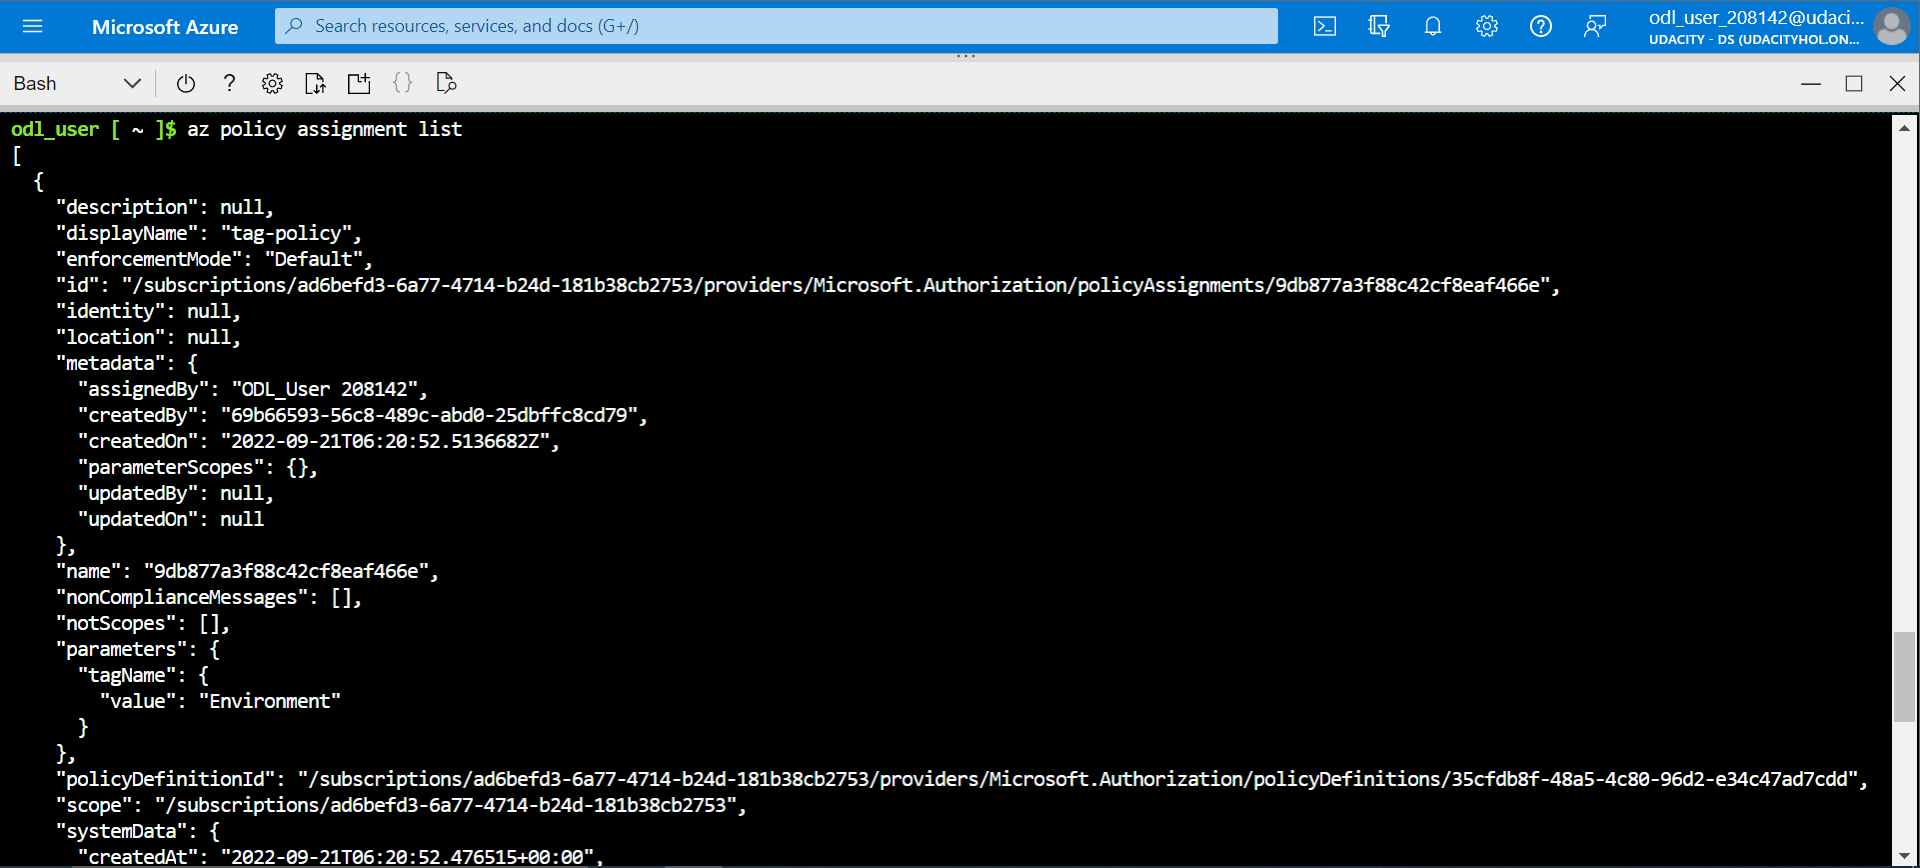 Microsoft Azure
Search resources, services, and docs (G+/)
odl_user_208142@udaci...
UDACITY - DS (UDACITYHOL.ON...
Bash
odl_user [ ~ ]$ az policy assignment list
[
  {
    "description": null,
    "displayName": "tag-policy",
    "enforcementMode": "Default",
    "id": "/subscriptions/ad6befd3-6a77-4714-b24d-181b38cb2753/providers/Microsoft.Authorization/policyAssignments/9db877a3f88c42cf8eaf466e",
    "identity": null,
    "location": null,
    "metadata": {
      "assignedBy": "ODL_User 208142",
      "createdBy": "69b66593-56c8-489c-abd0-25dbffc8cd79",
      "createdOn": "2022-09-21T06:20:52.5136682Z",
      "parameterScopes": {},
      "updatedBy": null,
      "updatedOn": null
    },
    "name": "9db877a3f88c42cf8eaf466e",
    "nonComplianceMessages": [],
    "notScopes": [],
    "parameters": {
      "tagName": {
        "value": "Environment"
      }
    },
    "policyDefinitionId": "/subscriptions/ad6befd3-6a77-4714-b24d-181b38cb2753/providers/Microsoft.Authorization/policyDefinitions/35cfdb8f-48a5-4c80-96d2-e34c47ad7cdd",
    "scope": "/subscriptions/ad6befd3-6a77-4714-b24d-181b38cb2753",
    "systemData": {
      "createdAt": "2022-09-21T06:20:52.476515+00:00",